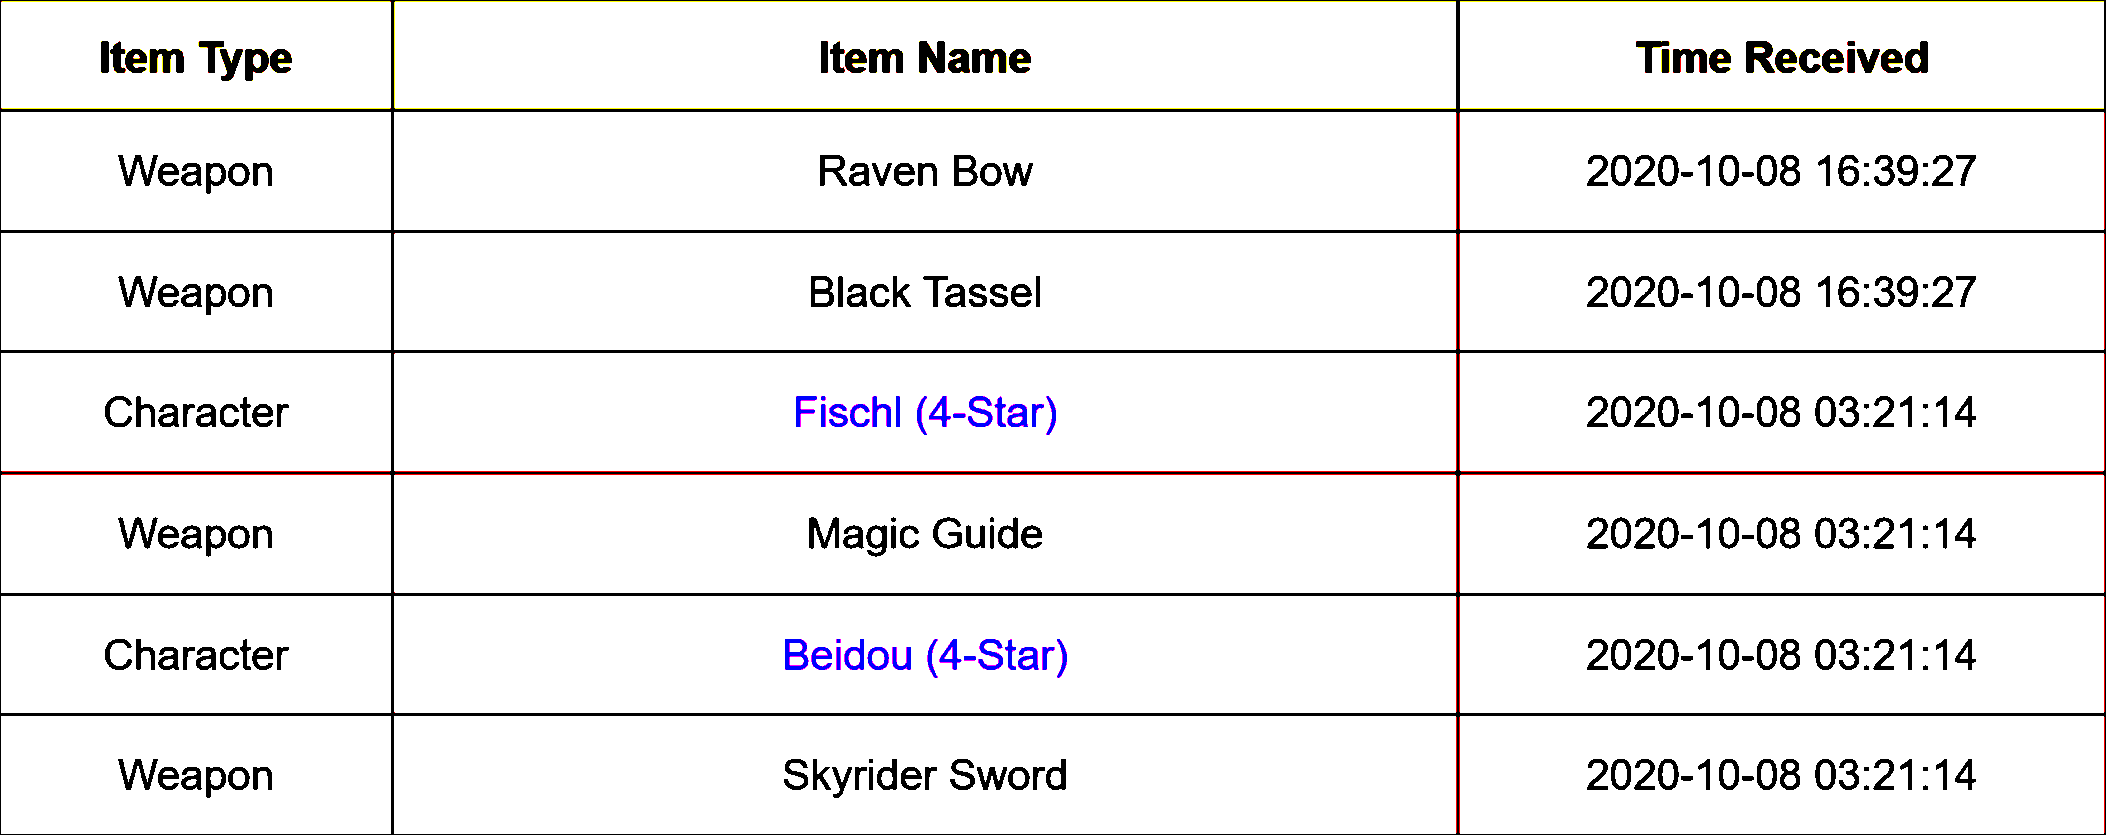 Item Type Item Name Time Received
Weapon Raven Bow 2020-10-08 16:39:27
Weapon Black Tassel 2020-10-08 16:39:27
Character Fischl (4-Star) 2020-10-08 03:21:14
Weapon Magic Guide 2020-10-08 03:21:14
Character Beidou (4-Star) 2020-10-08 03:21:14
Weapon Skyrider Sword 2020-10-08 03:21:14